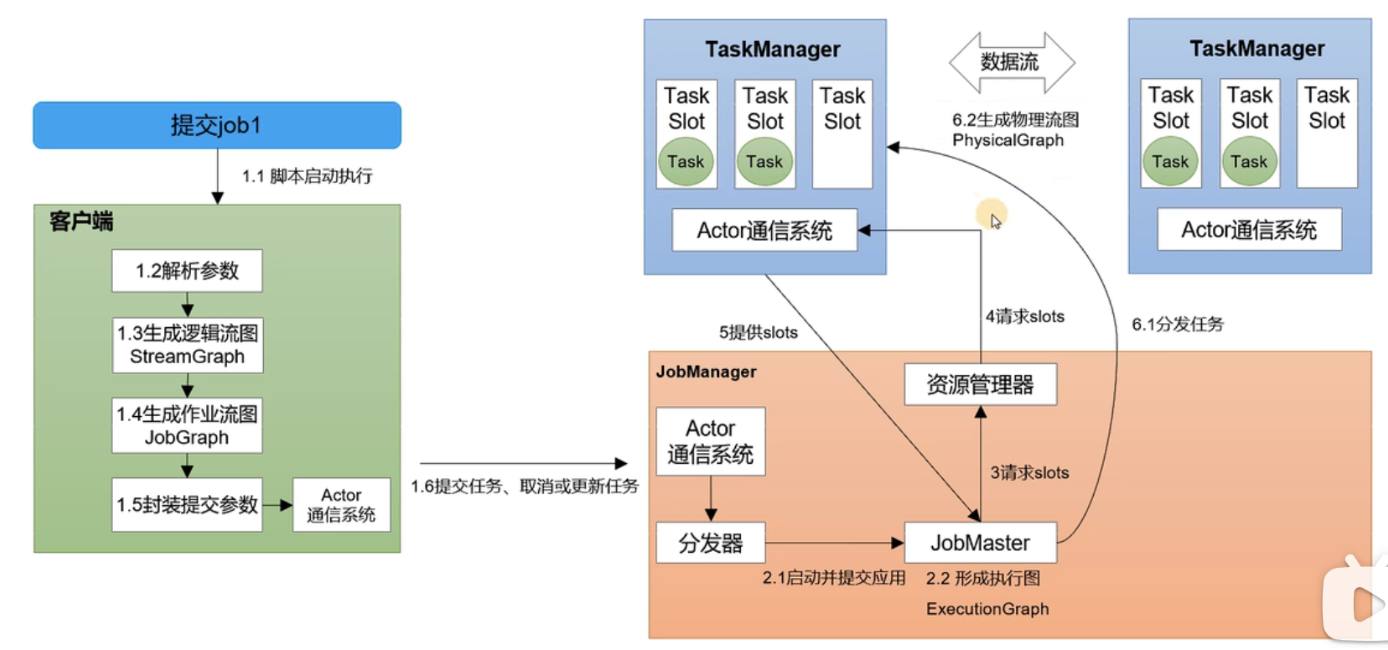 提交job1
1.1 脚本启动执行
客户端
1.2解析参数
1.3生成逻辑流图
StreamGraph
1.4生成作业流图
JobGraph
1.5封装提交参数
Actor
通信系统
1.6提交任务、取消或更新任务
TaskManager
Task
Slot
Task
Task
Slot
Task
Task
Slot
Actor通信系统
数据流
6.2生成物理流图
PhysicalGraph
TaskManager
Task
Slot
Task
Task
Slot
Task
Task
Slot
Actor通信系统
5提供slots
4请求slots
6.1分发任务
JobManager
Actor
通信系统
分发器
2.1启动并提交应用
资源管理器
3请求slots
JobMaster
2.2 形成执行图
ExecutionGraph